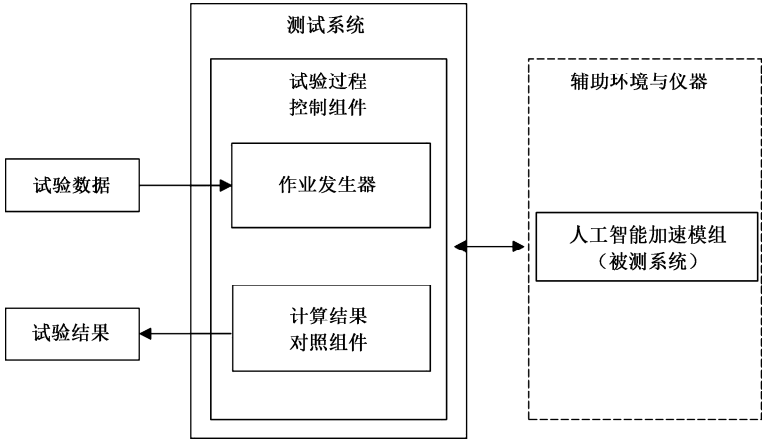 测试系统
试验过程
控制组件
辅助环境与仪器
试验数据
作业发生器
人工智能加速模组
（被测系统）
试验结果
计算结果
对照组件